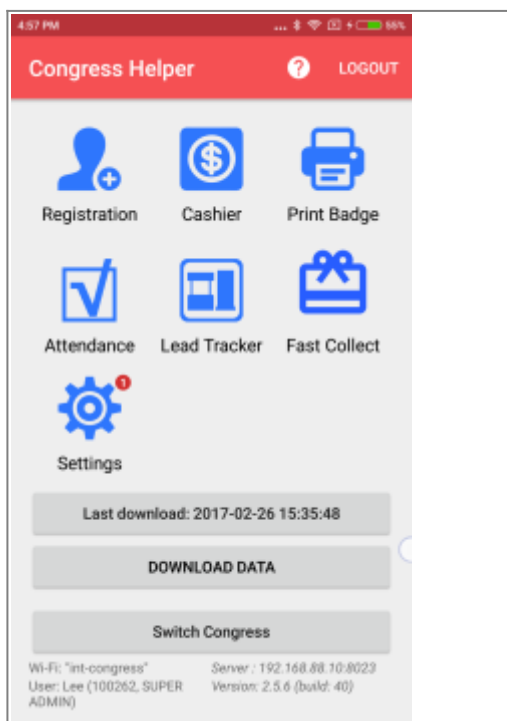 4:57 PM ... 55%
Congress Helper ? LOGOUT
Registration Cashier Print Badge
Attendance Lead Tracker Fast Collect
1
Settings
Last download: 2017-02-26 15:35:48
DOWNLOAD DATA
Switch Congress
Wi-Fi: "int-congress" Server : 192.168.88.10:8023
User: Lee (100262, SUPER Version: 2.5.6 (build: 40)
ADMIN)